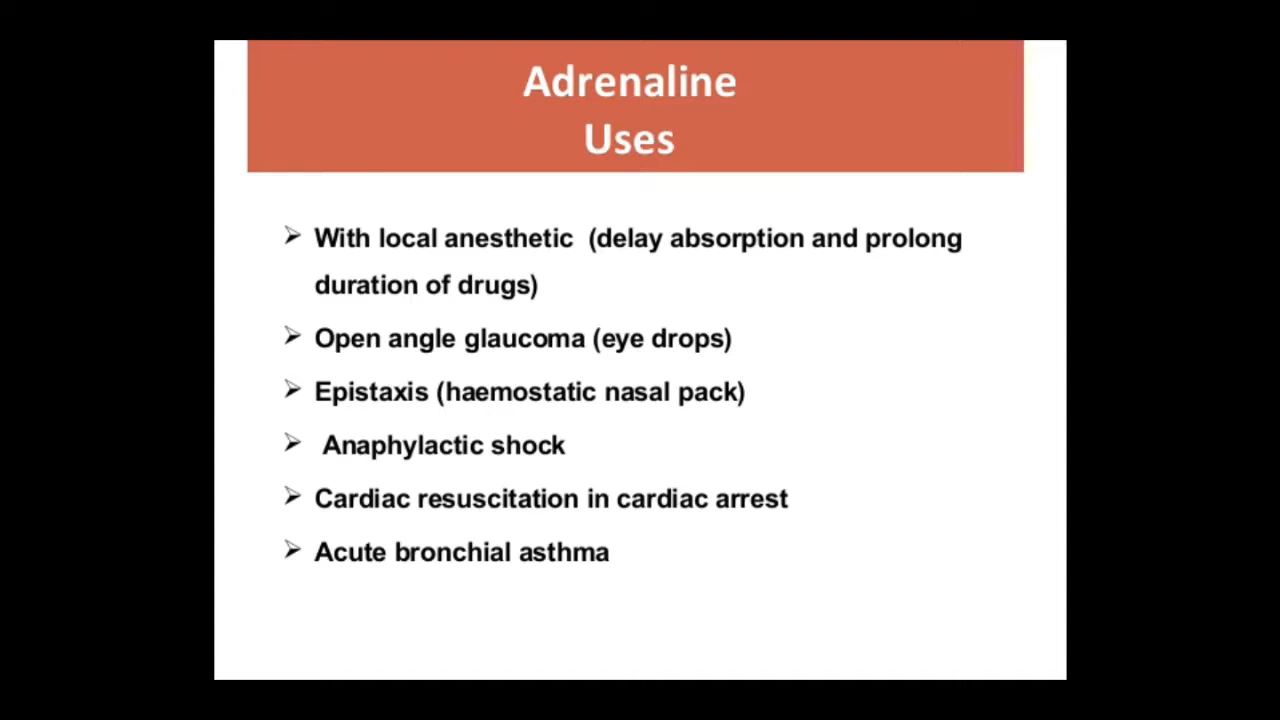 Adrenaline
Uses
➢ With local anesthetic (delay absorption and prolong
duration of drugs)
➢ Open angle glaucoma (eye drops)
➢ Epistaxis (haemostatic nasal pack)
➢ Anaphylactic shock
➢ Cardiac resuscitation in cardiac arrest
➢ Acute bronchial asthma